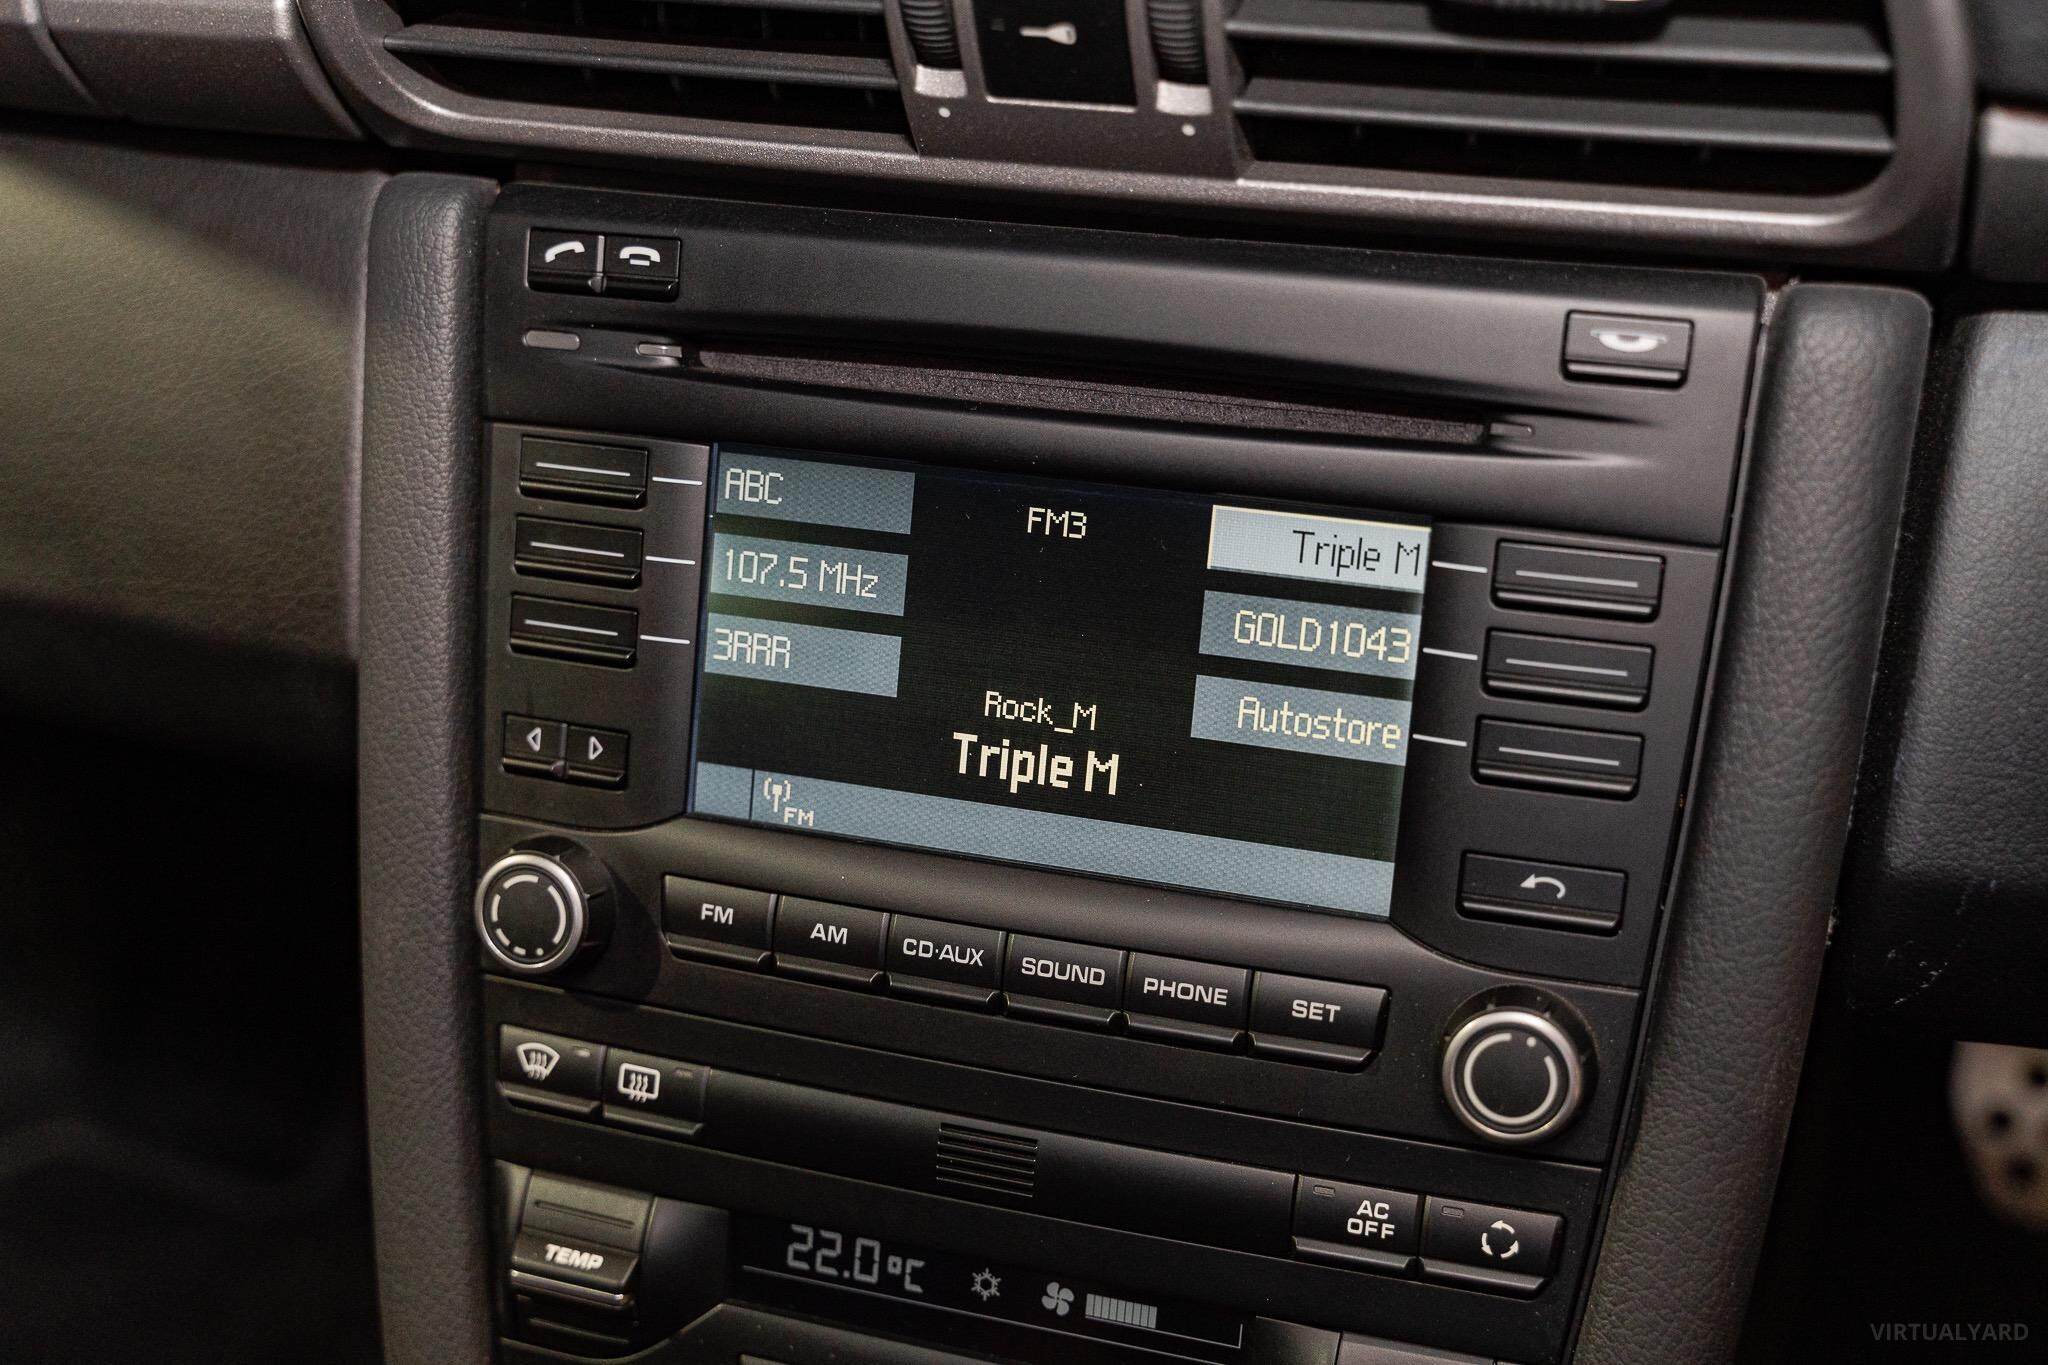 ABC
FM3
Triple M
107.5 MHz
GOLD1043
3RRR
Autostore
Rock_M
Triple M
FM
FM
AM
CD·AUX
SOUND
PHONE
SET
AC
OFF
TEMP
22.0°C
VIRTUALYARD